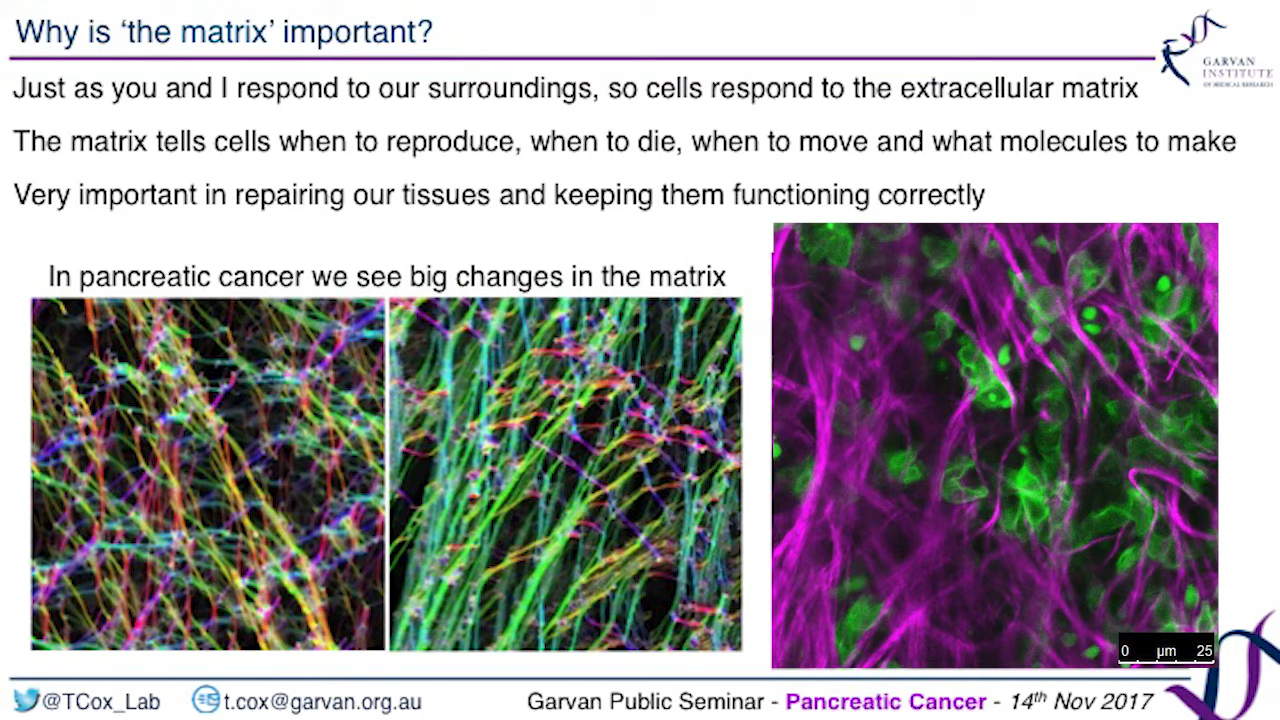 Why is ‘the matrix’ important?
GARVAN
INSTITUTE
OF MEDICAL RESEARCH
Just as you and I respond to our surroundings, so cells respond to the extracellular matrix
The matrix tells cells when to reproduce, when to die, when to move and what molecules to make
Very important in repairing our tissues and keeping them functioning correctly
In pancreatic cancer we see big changes in the matrix
0 µm 25
@TCox_Lab t.cox@garvan.org.au Garvan Public Seminar - Pancreatic Cancer - 14th Nov 2017